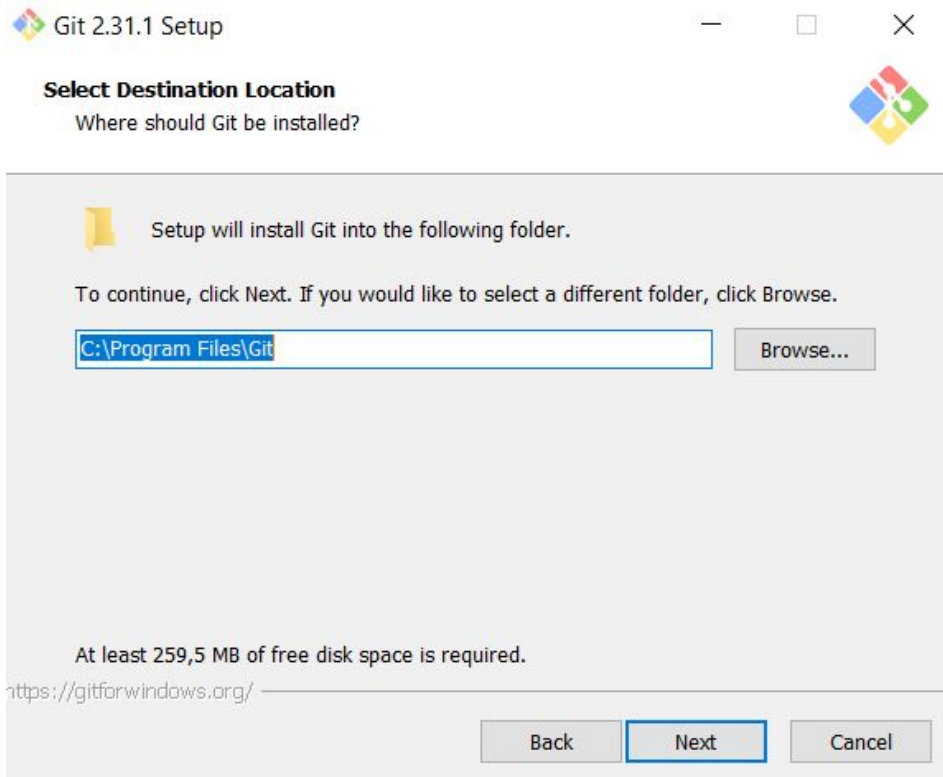 Git 2.31.1 Setup
Select Destination Location
Where should Git be installed?
Setup will install Git into the following folder.
To continue, click Next. If you would like to select a different folder, click Browse.
C:\Program Files\Git
Browse...
At least 259,5 MB of free disk space is required.
https://gitforwindows.org/
Back Next Cancel